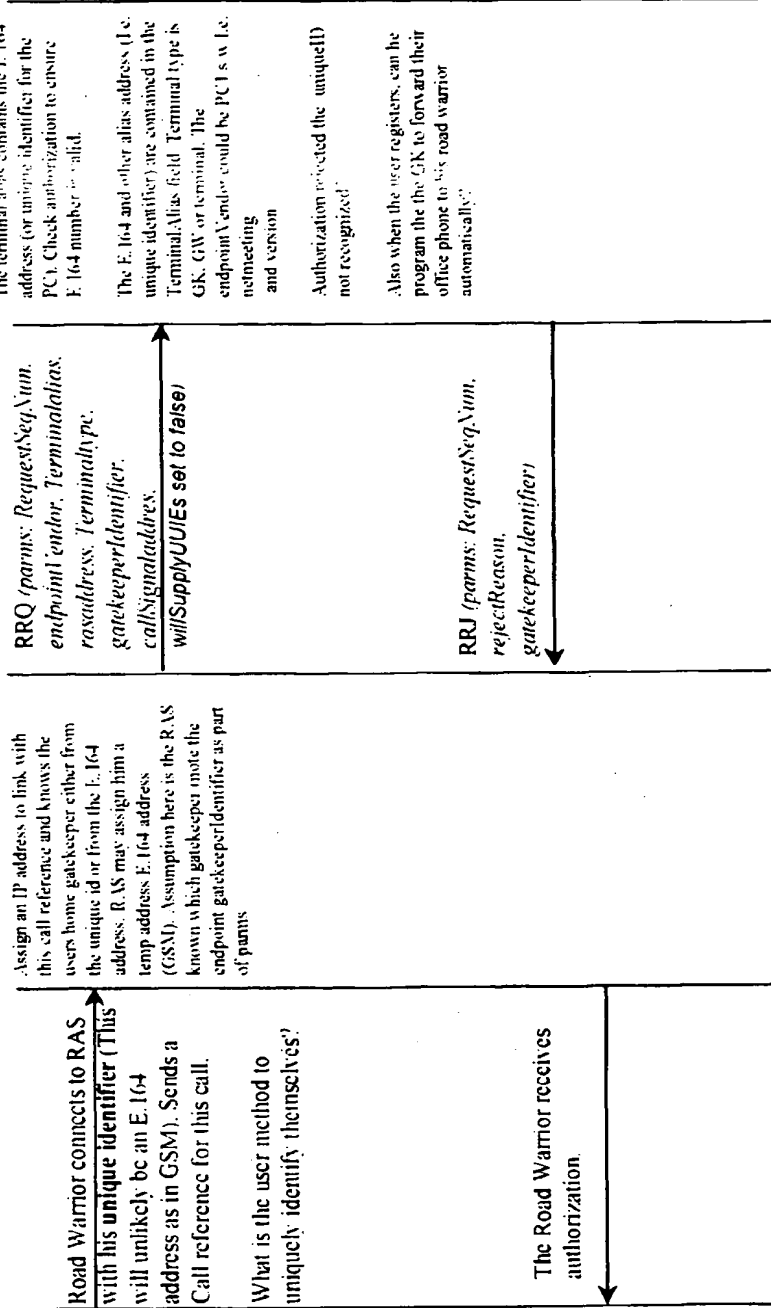 Road Warrior connects to RAS
with his unique identifier (This
will unlikely be an E.164
address as in GSM). Sends a
Call reference for this call.
What is the user method to
uniquely identify themselves?
The Road Warrior receives
authorization.
Assign an IP address to link with
this call reference and knows the
users home gatekeeper either from
the unique id or from the E.164
address. RAS may assign him a
temp address E.164 address
(GSM). Assumption here is the RAS
known which gatekeeper mote the
endpoint gatekeeperIdentifier as part
of parms
RRQ (parms: RequestSeqNum,
endpointVendor, Terminalalias,
rasaddress, Terminaltype,
gatekeeperIdentifier,
callSignaladdres,
willSupplyUUIEs set to false)
RRJ (parms: RequestSeqNum,
rejectReason,
gatekeeperIdentifier)
The terminal alias contains the E.164
address (or unique identifier for the
PC). Check authorization to ensure
E.164 number is valid.
The E.164 and other alias address (I.e.
unique identifier) are contained in the
TerminalAlias field. Terminal type is
GK, GW or terminal. The
endpointVendor could be PC1 s/w I.e.
netmeeting
and version
Authorization rejected the uniqueID
not recognized"
Also when the user registers, can he
program the the GK to forward their
office phone to his road warrior
automatically?